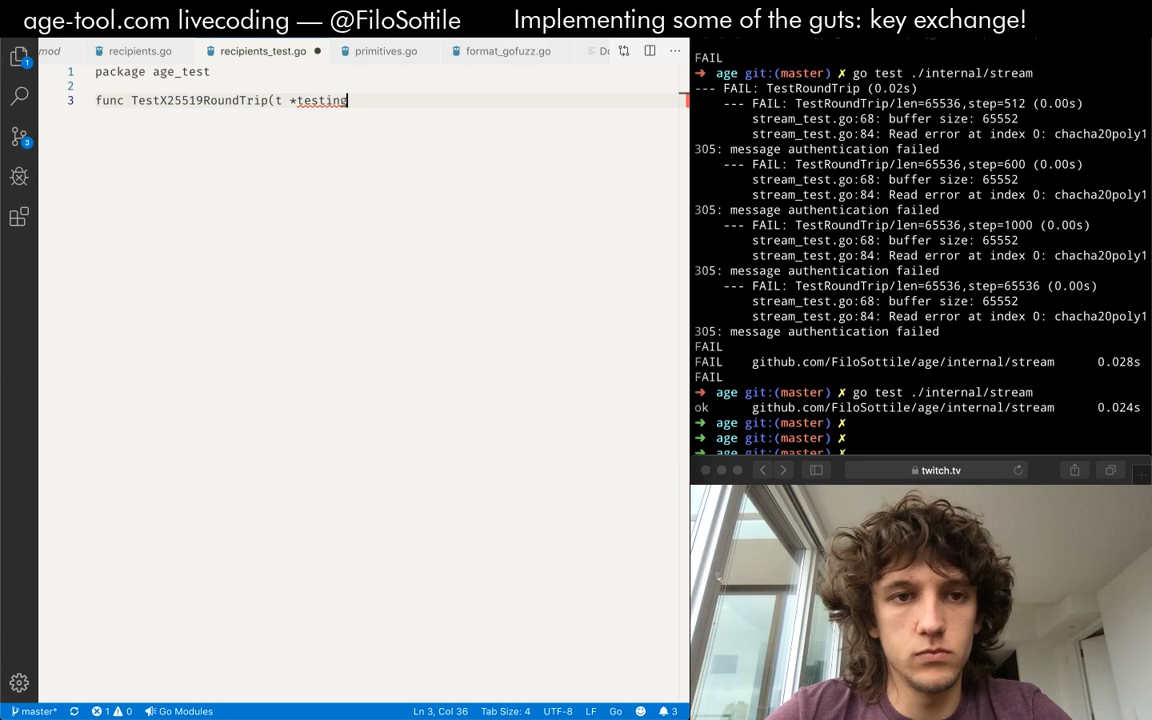 age-tool.com livecoding — @FiloSottile
Implementing some of the guts: key exchange!
mod
recipients.go
recipients_test.go
primitives.go
format_gofuzz.go
1 package age_test
2
3 func TestX25519RoundTrip(t *testing
FAIL
➜ age git:(master) ✗ go test ./internal/stream
--- FAIL: TestRoundTrip (0.02s)
--- FAIL: TestRoundTrip/len=65536,step=512 (0.00s)
stream_test.go:68: buffer size: 65552
stream_test.go:84: Read error at index 0: chacha20poly1
305: message authentication failed
--- FAIL: TestRoundTrip/len=65536,step=600 (0.00s)
stream_test.go:68: buffer size: 65552
stream_test.go:84: Read error at index 0: chacha20poly1
305: message authentication failed
--- FAIL: TestRoundTrip/len=65536,step=1000 (0.00s)
stream_test.go:68: buffer size: 65552
stream_test.go:84: Read error at index 0: chacha20poly1
305: message authentication failed
--- FAIL: TestRoundTrip/len=65536,step=65536 (0.00s)
stream_test.go:68: buffer size: 65552
stream_test.go:84: Read error at index 0: chacha20poly1
305: message authentication failed
FAIL
FAIL github.com/FiloSottile/age/internal/stream 0.028s
FAIL
➜ age git:(master) ✗ go test ./internal/stream
ok github.com/FiloSottile/age/internal/stream 0.024s
➜ age git:(master) ✗
➜ age git:(master) ✗
➜ age git:(master) ✗
twitch.tv
1
3
master*
1 0
Go Modules
Ln 3, Col 36
Tab Size: 4
UTF-8
LF
Go
3